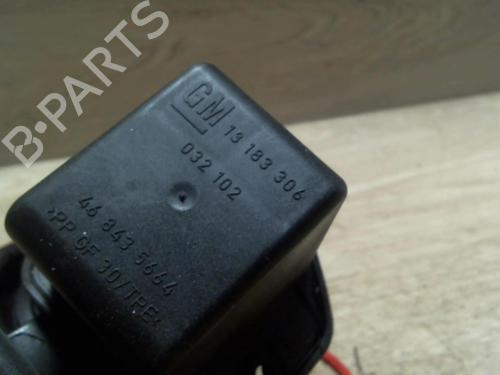 B-PARTS
GM 13 183 306
032 102
46 843 5664
>PP GF 30/TPE<